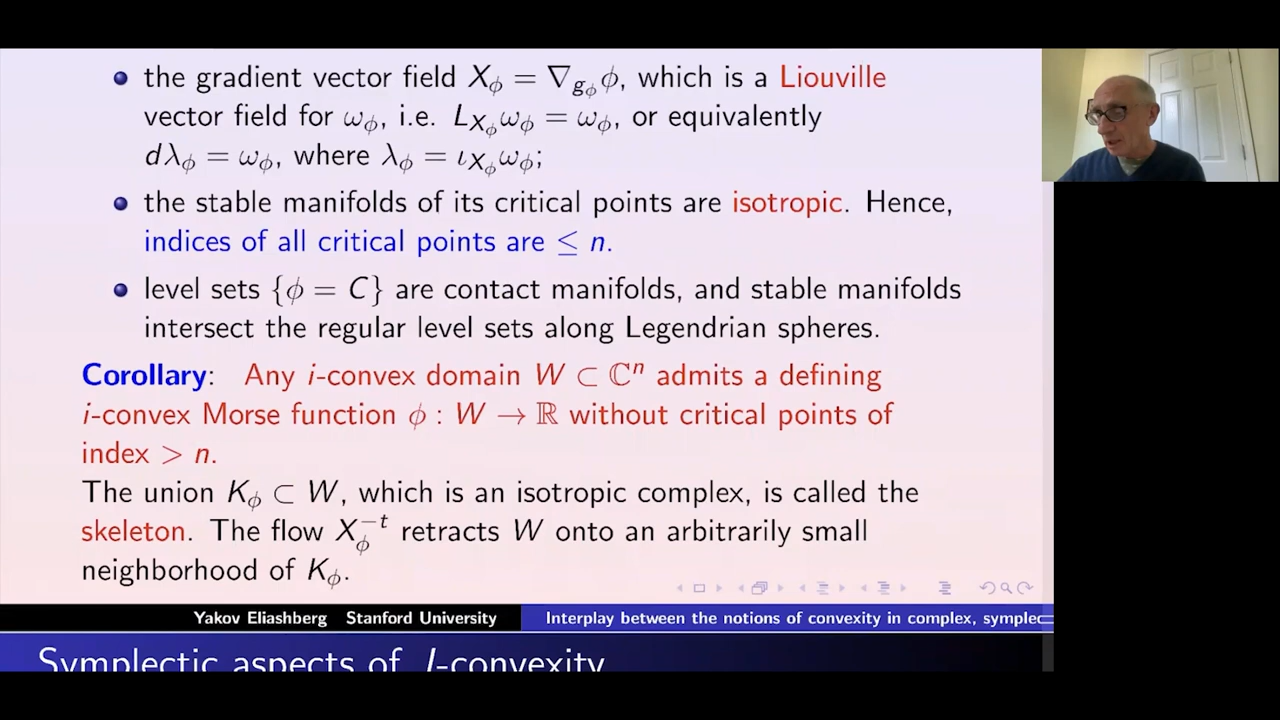 the gradient vector field X_ϕ = ∇_{g_ϕ}ϕ, which is a Liouville
vector field for ω_ϕ, i.e. L_{X_ϕ}ω_ϕ = ω_ϕ, or equivalently
dλ_ϕ = ω_ϕ, where λ_ϕ = ι_{X_ϕ}ω_ϕ;
the stable manifolds of its critical points are isotropic. Hence,
indices of all critical points are ≤ n.
level sets {ϕ = C} are contact manifolds, and stable manifolds
intersect the regular level sets along Legendrian spheres.
Corollary: Any i-convex domain W ⊂ ℂⁿ admits a defining
i-convex Morse function ϕ : W → ℝ without critical points of
index > n.
The union K_ϕ ⊂ W, which is an isotropic complex, is called the
skeleton. The flow X_ϕ^{-t} retracts W onto an arbitrarily small
neighborhood of K_ϕ.
Yakov Eliashberg Stanford University Interplay between the notions of convexity in complex, symplec
Symplectic aspects of J-convexity